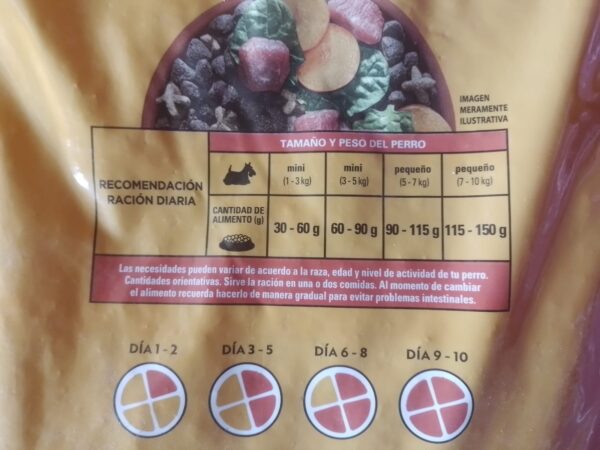 IMAGEN
MERAMENTE
ILUSTRATIVA
TAMAÑO Y PESO DEL PERRO
RECOMENDACIÓN
RACIÓN DIARIA
mini
(1 - 3 kg)
mini
(3 - 5 kg)
pequeño
(5 - 7 kg)
pequeño
(7 - 10 kg)
CANTIDAD DE
ALIMENTO (g)
30 - 60 g
60 - 90 g
90 - 115 g
115 - 150 g
Las necesidades pueden variar de acuerdo a la raza, edad y nivel de actividad de tu perro.
Cantidades orientativas. Sirve la ración en una o dos comidas. Al momento de cambiar
el alimento recuerda hacerlo de manera gradual para evitar problemas intestinales.
DÍA 1 - 2
DÍA 3 - 5
DÍA 6 - 8
DÍA 9 - 10